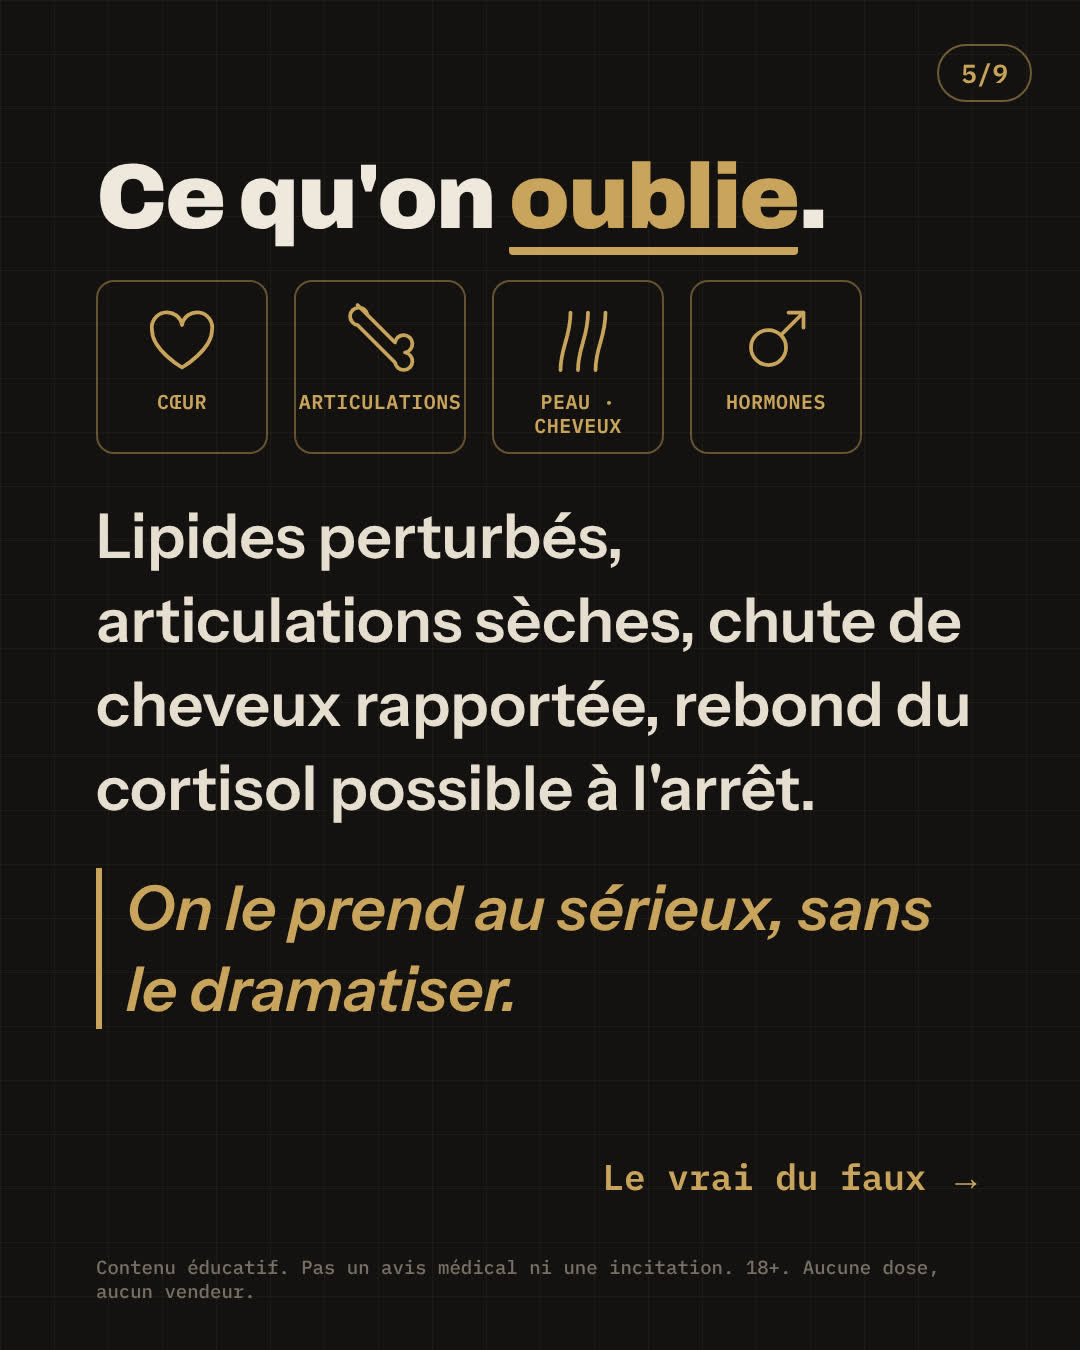 5/9
Ce qu'on oublie.
CŒUR
ARTICULATIONS
PEAU ·
CHEVEUX
HORMONES
Lipides perturbés,
articulations sèches, chute de
cheveux rapportée, rebond du
cortisol possible à l'arrêt.
On le prend au sérieux, sans
le dramatiser.
Le vrai du faux →
Contenu éducatif. Pas un avis médical ni une incitation. 18+. Aucune dose,
aucun vendeur.